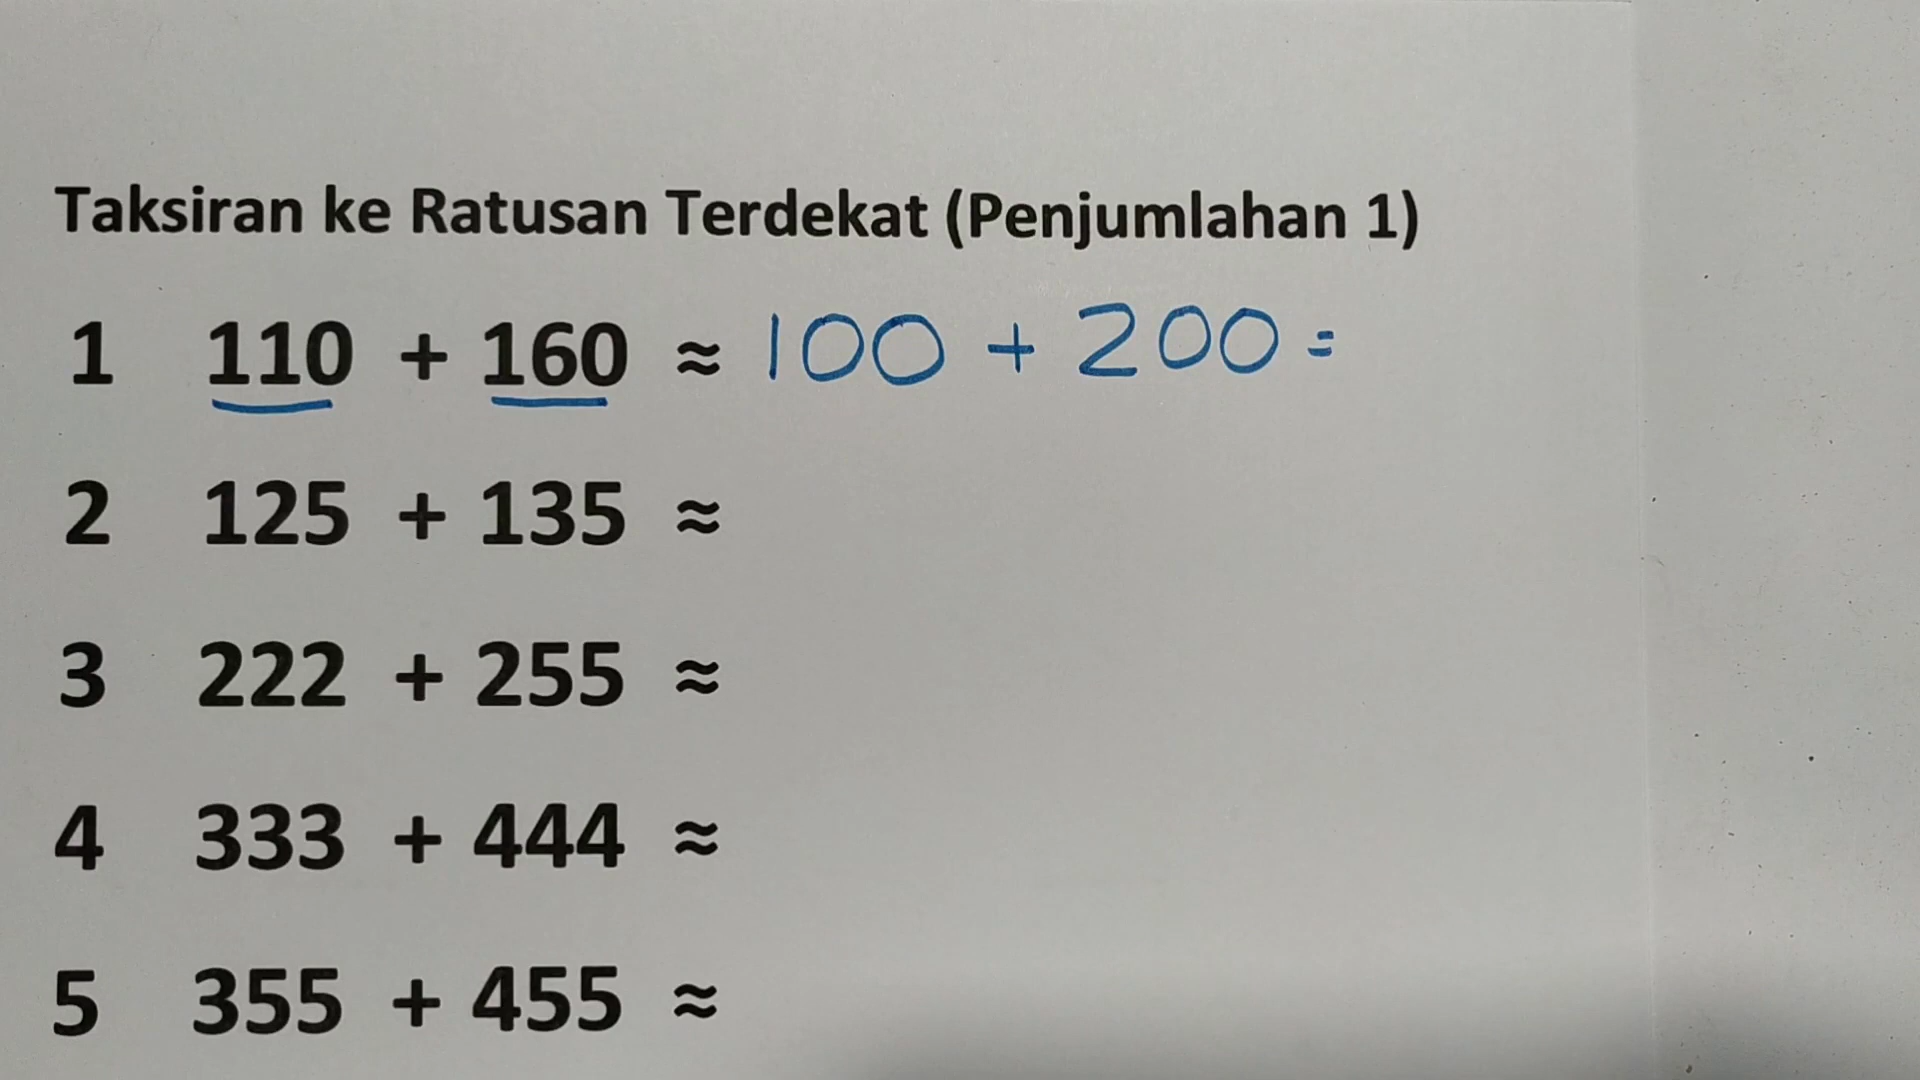 Taksiran ke Ratusan Terdekat (Penjumlahan 1)
1 110 + 160 ≈ 100 + 200 =
2 125 + 135 ≈
3 222 + 255 ≈
4 333 + 444 ≈
5 355 + 455 ≈